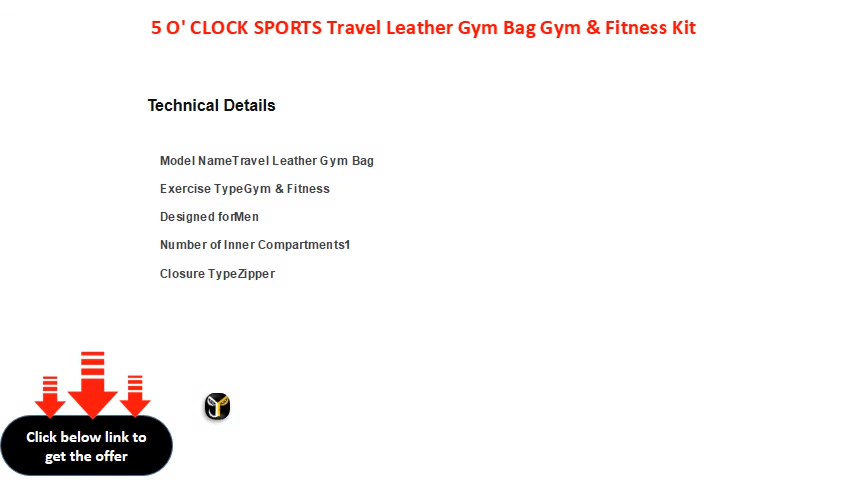 5 O' CLOCK SPORTS Travel Leather Gym Bag Gym & Fitness Kit
Technical Details
Model NameTravel Leather Gym Bag
Exercise TypeGym & Fitness
Designed forMen
Number of Inner Compartments1
Closure TypeZipper
Click below link to
get the offer